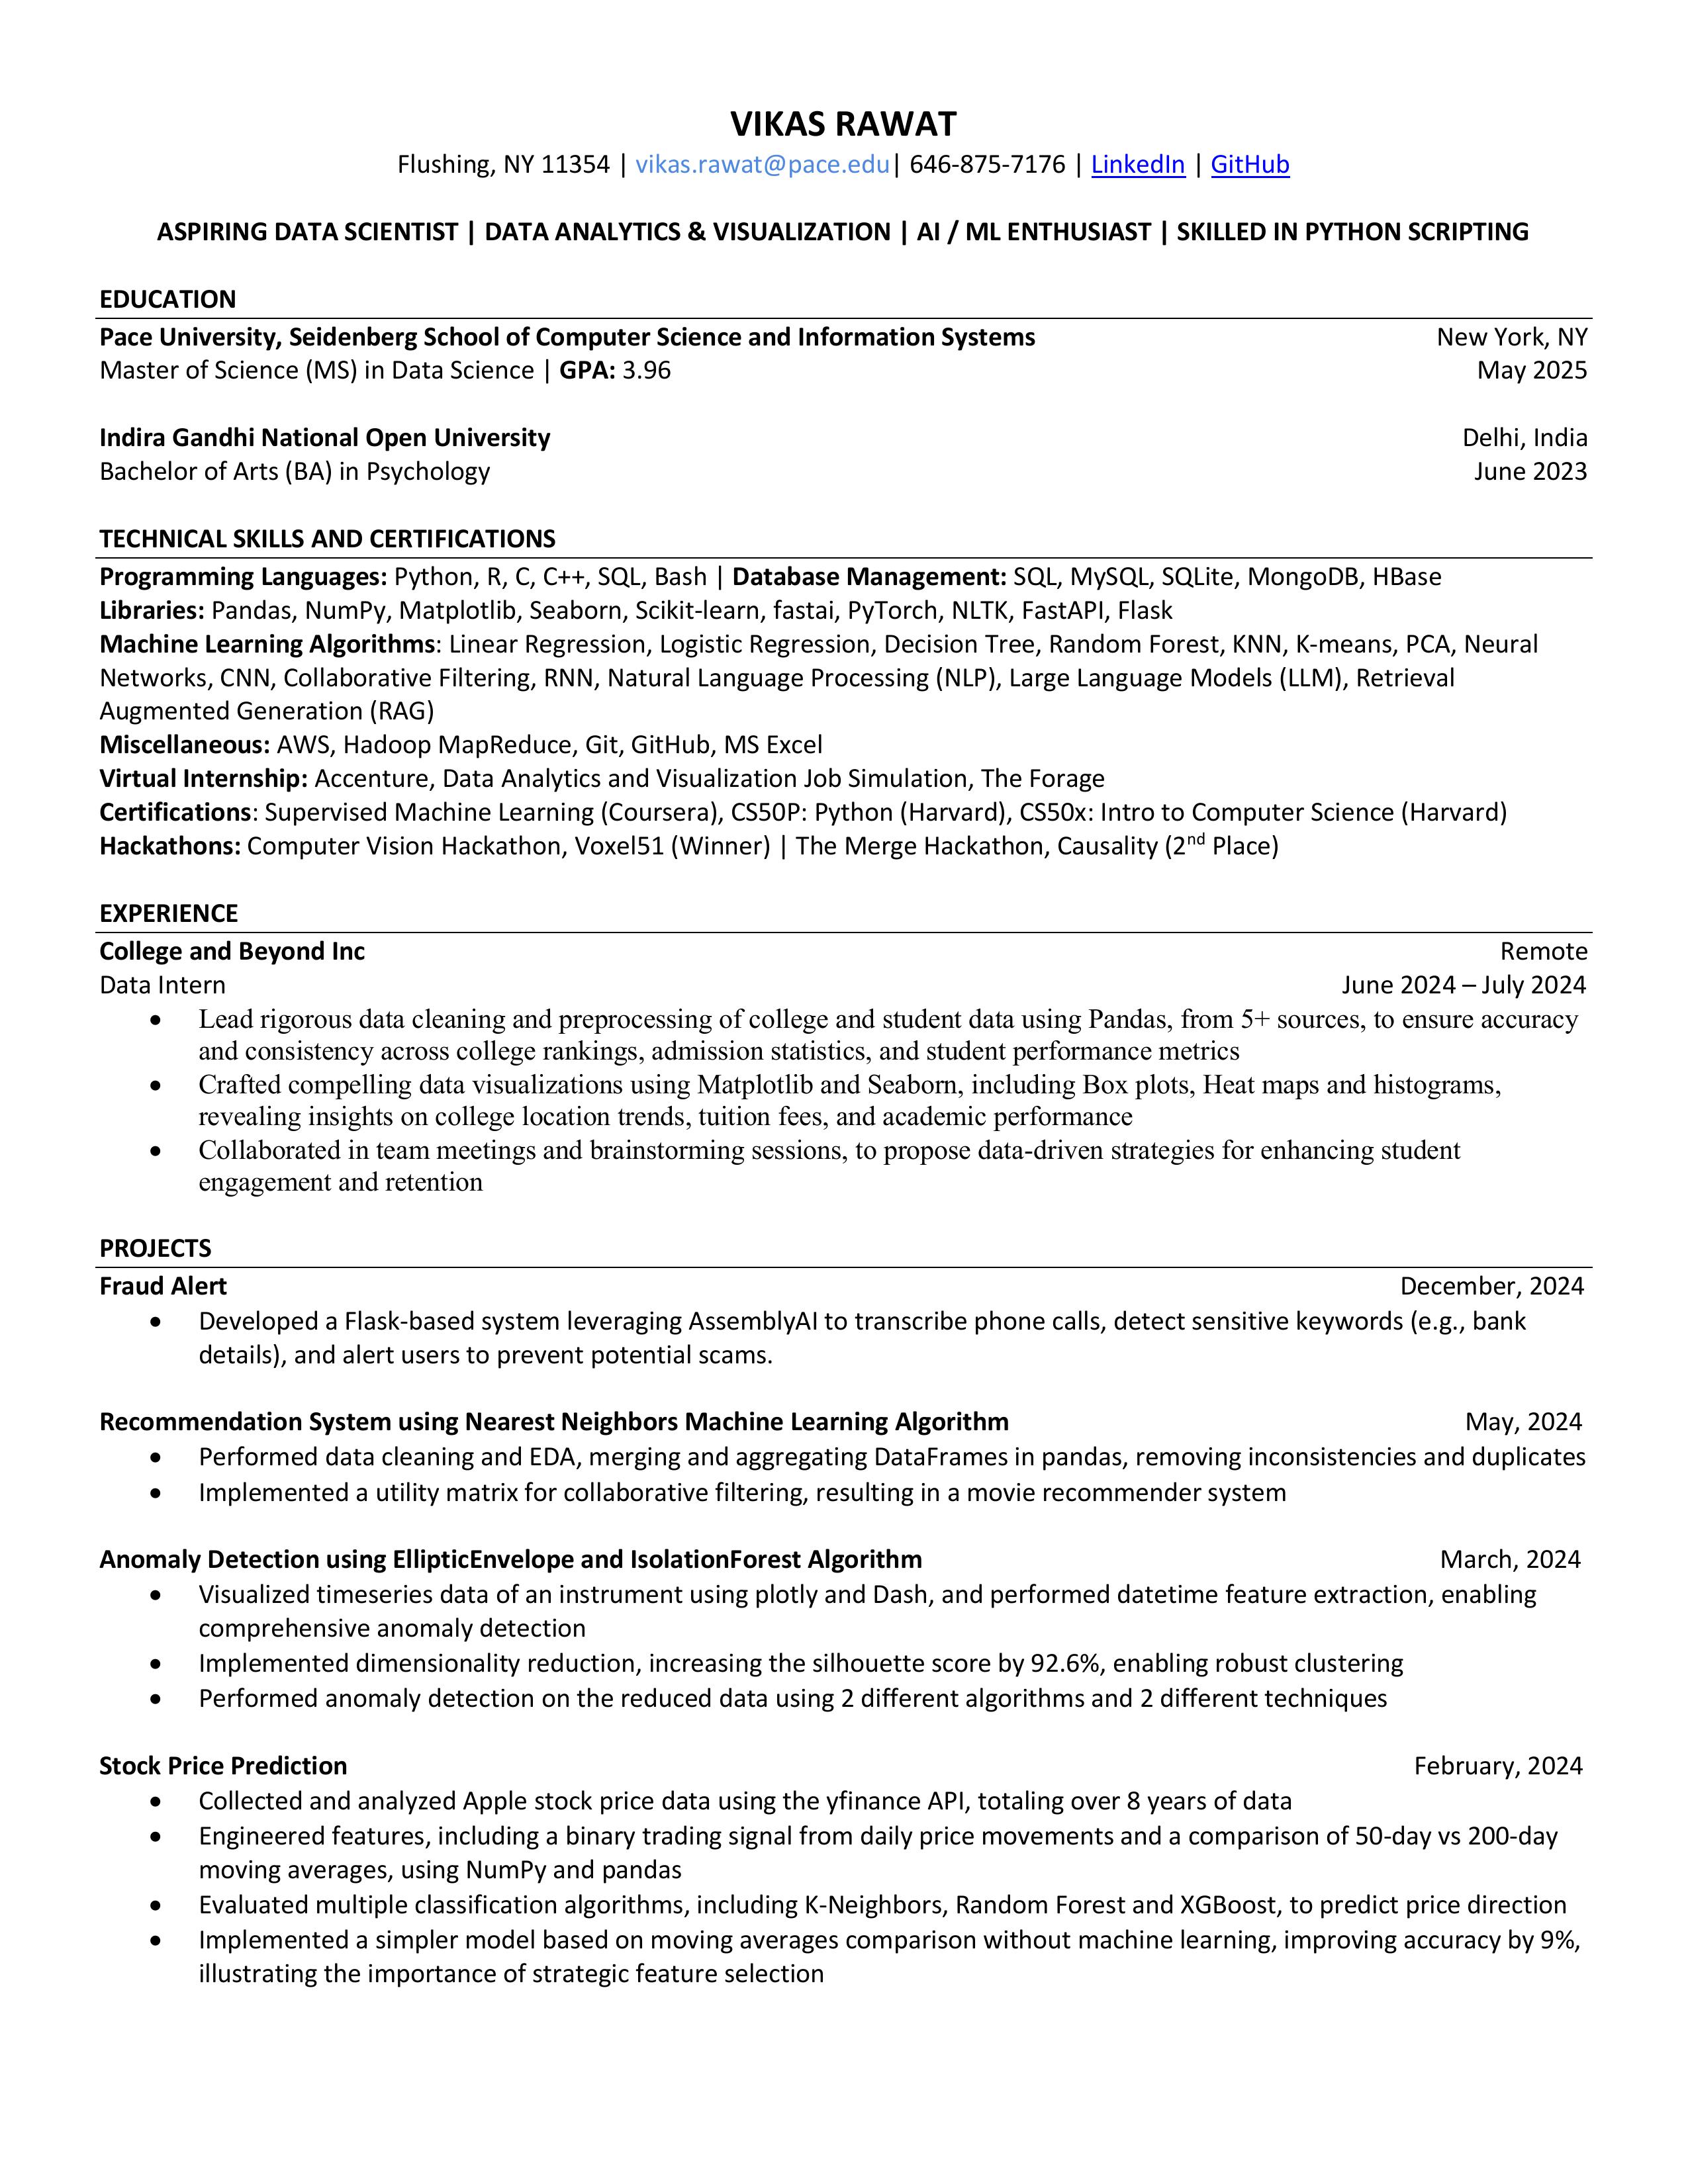 VIKAS RAWAT
Flushing, NY 11354 | vikas.rawat@pace.edu| 646-875-7176 | LinkedIn | GitHub
ASPIRING DATA SCIENTIST | DATA ANALYTICS & VISUALIZATION | AI / ML ENTHUSIAST | SKILLED IN PYTHON SCRIPTING
EDUCATION
Pace University, Seidenberg School of Computer Science and Information Systems New York, NY
Master of Science (MS) in Data Science | GPA: 3.96 May 2025
Indira Gandhi National Open University Delhi, India
Bachelor of Arts (BA) in Psychology June 2023
TECHNICAL SKILLS AND CERTIFICATIONS
Programming Languages: Python, R, C, C++, SQL, Bash | Database Management: SQL, MySQL, SQLite, MongoDB, HBase
Libraries: Pandas, NumPy, Matplotlib, Seaborn, Scikit-learn, fastai, PyTorch, NLTK, FastAPI, Flask
Machine Learning Algorithms: Linear Regression, Logistic Regression, Decision Tree, Random Forest, KNN, K-means, PCA, Neural
Networks, CNN, Collaborative Filtering, RNN, Natural Language Processing (NLP), Large Language Models (LLM), Retrieval
Augmented Generation (RAG)
Miscellaneous: AWS, Hadoop MapReduce, Git, GitHub, MS Excel
Virtual Internship: Accenture, Data Analytics and Visualization Job Simulation, The Forage
Certifications: Supervised Machine Learning (Coursera), CS50P: Python (Harvard), CS50x: Intro to Computer Science (Harvard)
Hackathons: Computer Vision Hackathon, Voxel51 (Winner) | The Merge Hackathon, Causality (2nd Place)
EXPERIENCE
College and Beyond Inc Remote
Data Intern June 2024 – July 2024
• Lead rigorous data cleaning and preprocessing of college and student data using Pandas, from 5+ sources, to ensure accuracy
and consistency across college rankings, admission statistics, and student performance metrics
• Crafted compelling data visualizations using Matplotlib and Seaborn, including Box plots, Heat maps and histograms,
revealing insights on college location trends, tuition fees, and academic performance
• Collaborated in team meetings and brainstorming sessions, to propose data-driven strategies for enhancing student
engagement and retention
PROJECTS
Fraud Alert December, 2024
• Developed a Flask-based system leveraging AssemblyAI to transcribe phone calls, detect sensitive keywords (e.g., bank
details), and alert users to prevent potential scams.
Recommendation System using Nearest Neighbors Machine Learning Algorithm May, 2024
• Performed data cleaning and EDA, merging and aggregating DataFrames in pandas, removing inconsistencies and duplicates
• Implemented a utility matrix for collaborative filtering, resulting in a movie recommender system
Anomaly Detection using EllipticEnvelope and IsolationForest Algorithm March, 2024
• Visualized timeseries data of an instrument using plotly and Dash, and performed datetime feature extraction, enabling
comprehensive anomaly detection
• Implemented dimensionality reduction, increasing the silhouette score by 92.6%, enabling robust clustering
• Performed anomaly detection on the reduced data using 2 different algorithms and 2 different techniques
Stock Price Prediction February, 2024
• Collected and analyzed Apple stock price data using the yfinance API, totaling over 8 years of data
• Engineered features, including a binary trading signal from daily price movements and a comparison of 50-day vs 200-day
moving averages, using NumPy and pandas
• Evaluated multiple classification algorithms, including K-Neighbors, Random Forest and XGBoost, to predict price direction
• Implemented a simpler model based on moving averages comparison without machine learning, improving accuracy by 9%,
illustrating the importance of strategic feature selection